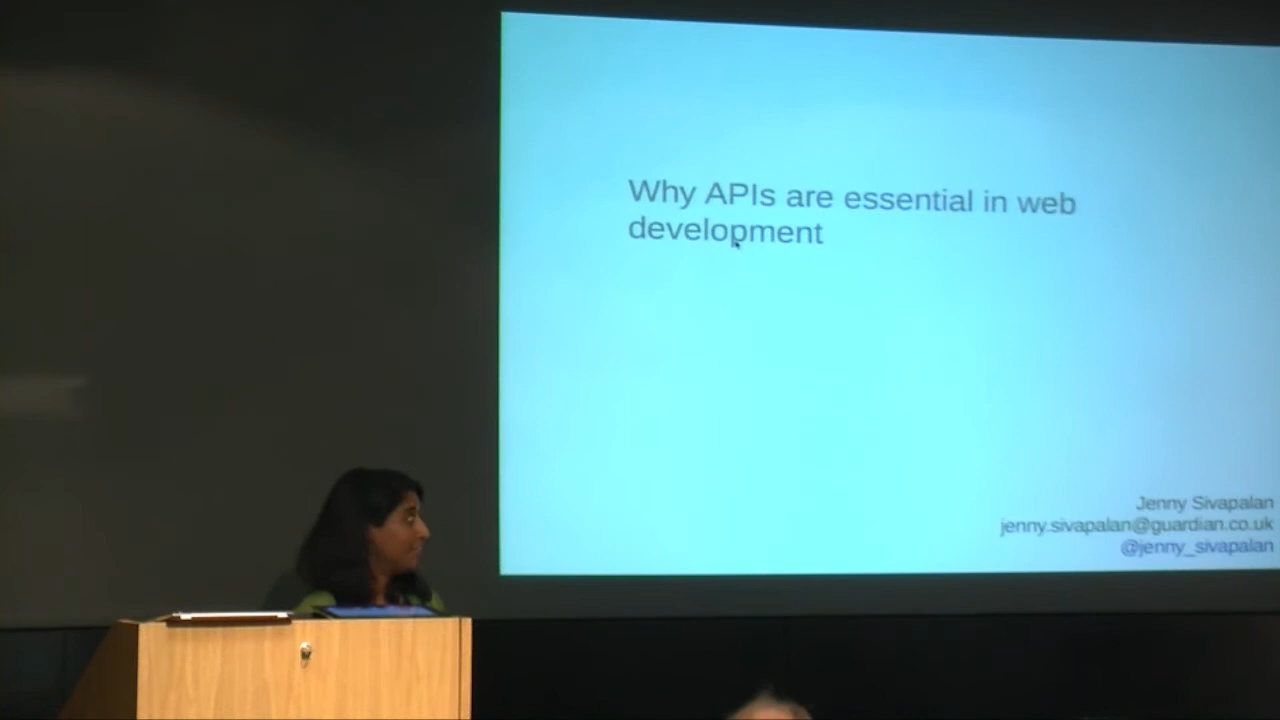 Why APIs are essential in web
development
Jenny Sivapalan
jenny.sivapalan@guardian.co.uk
@jenny_sivapalan